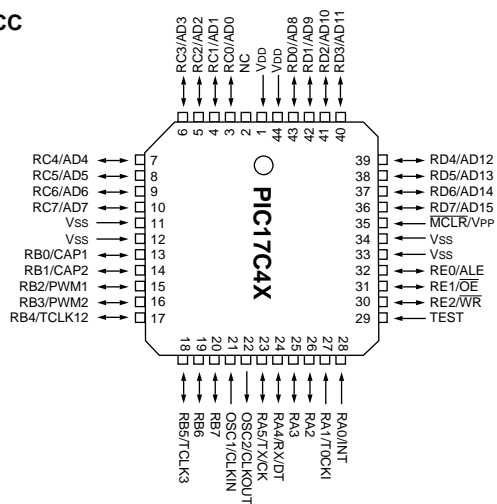 CC
RC3/AD3
RC2/AD2
RC1/AD1
RC0/AD0
NC
VDD
VDD
RD0/AD8
RD1/AD9
RD2/AD10
RD3/AD11
6
5
4
3
2
1
44
43
42
41
40
RC4/AD4 7
RC5/AD5 8
RC6/AD6 9
RC7/AD7 10
VSS 11
VSS 12
RB0/CAP1 13
RB1/CAP2 14
RB2/PWM1 15
RB3/PWM2 16
RB4/TCLK12 17
PIC17C4X
39 RD4/AD12
38 RD5/AD13
37 RD6/AD14
36 RD7/AD15
35 MCLR/VPP
34 VSS
33 VSS
32 RE0/ALE
31 RE1/OE
30 RE2/WR
29 TEST
18
19
20
21
22
23
24
25
26
27
28
RB5/TCLK3
RB6
RB7
OSC1/CLKIN
OSC2/CLKOUT
RA5/TX/CK
RA4/RX/DT
RA3
RA2
RA1/T0CKI
RA0/INT